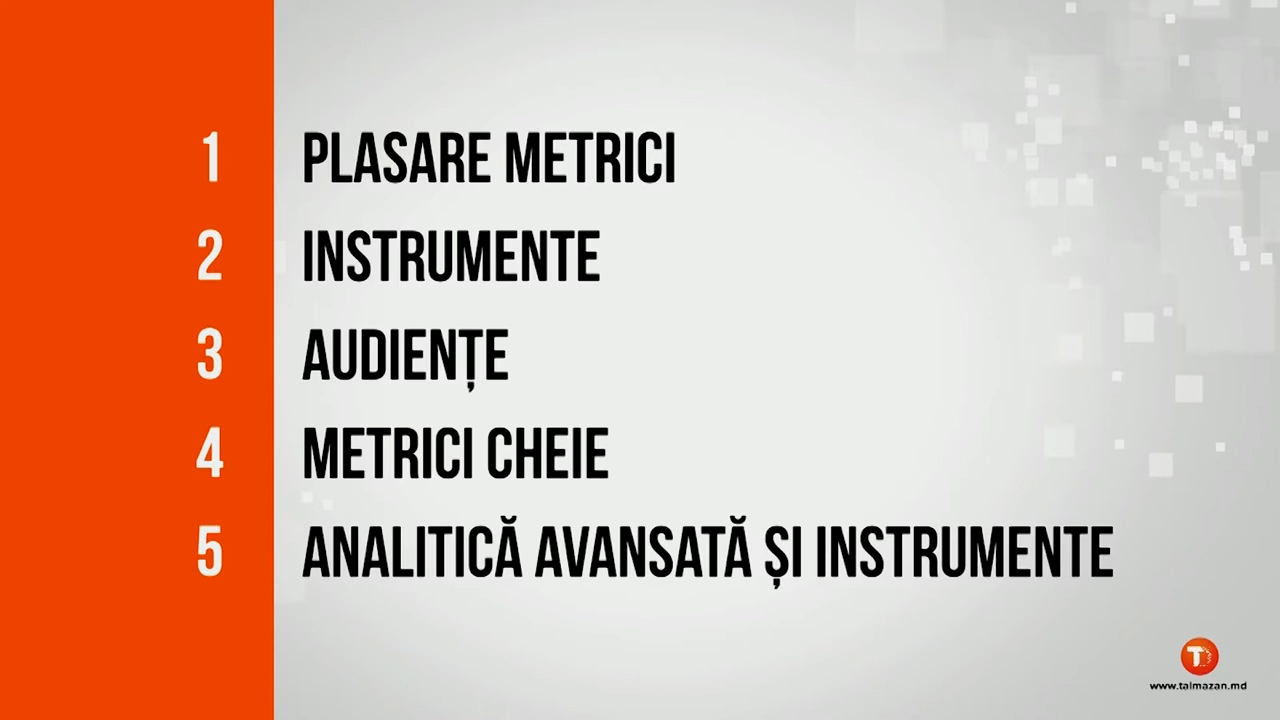 1 PLASARE METRICI
2 INSTRUMENTE
3 AUDIENȚE
4 METRICI CHEIE
5 ANALITICĂ AVANSATĂ ȘI INSTRUMENTE
T
www.talmazan.md